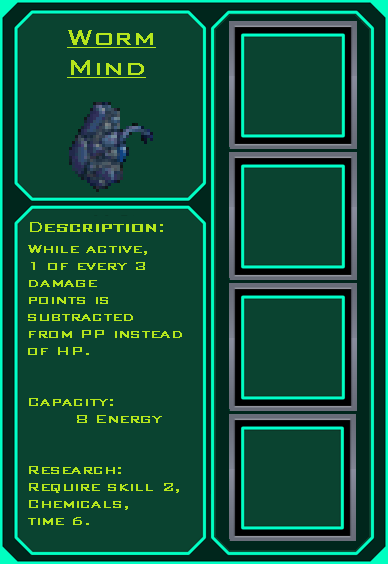 Worm
Mind
Description:
While active,
1 of every 3
damage
points is
subtracted
from PP instead
of HP.
Capacity:
8 Energy
Research:
Require skill 2,
Chemicals,
time 6.